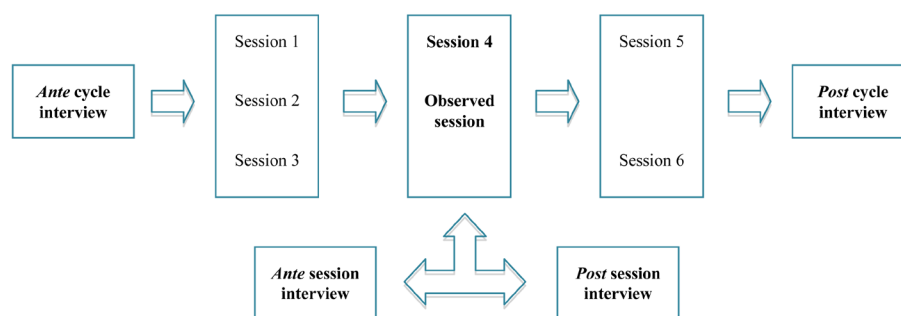 Ante cycle
interview
Session 1
Session 2
Session 3
Session 4
Observed
session
Session 5
Session 6
Post cycle
interview
Ante session
interview
Post session
interview